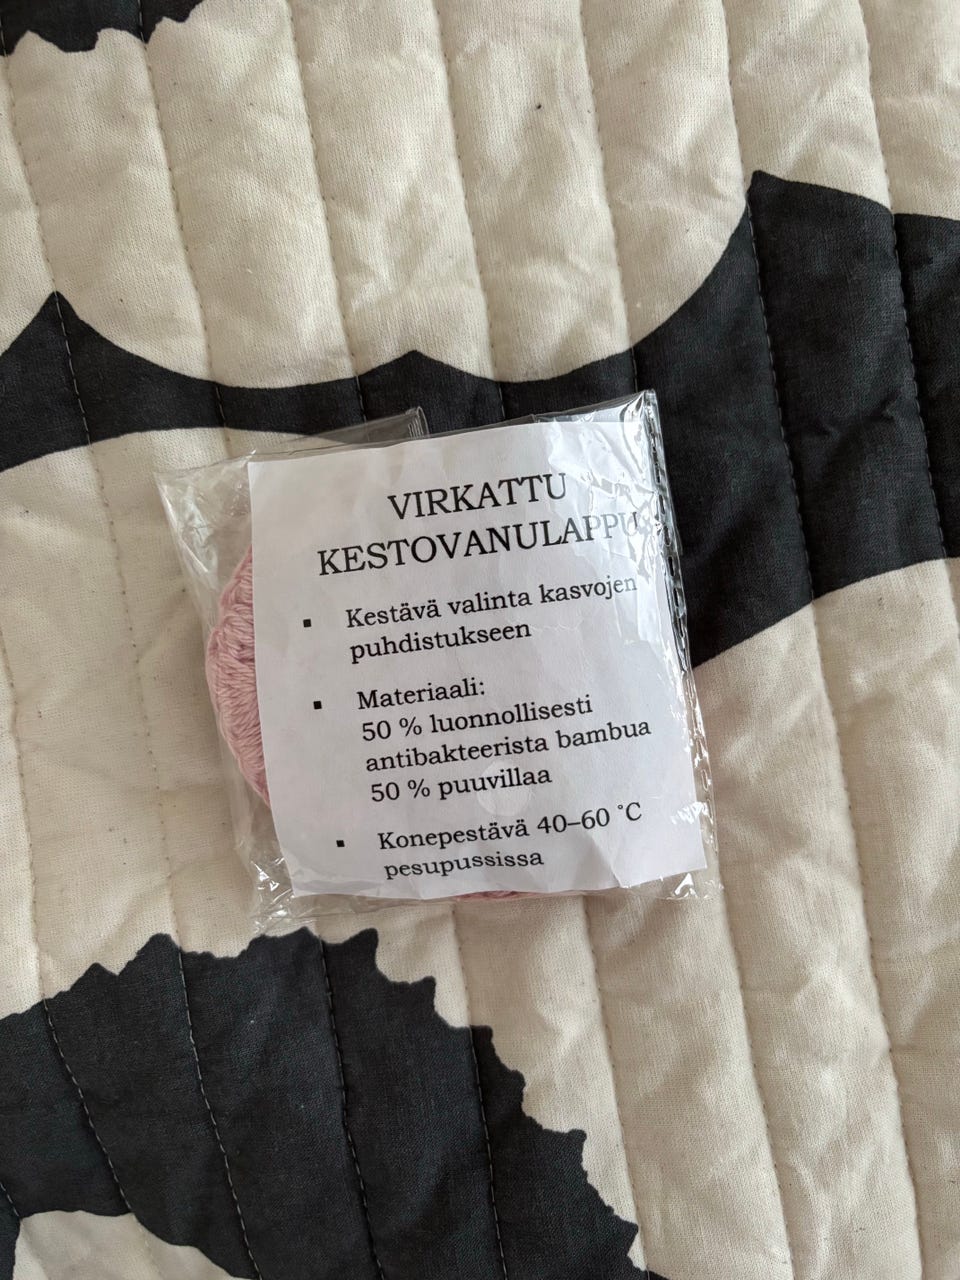 VIRKATTU
KESTOVANULAPPU
▪ Kestävä valinta kasvojen
puhdistukseen
▪ Materiaali:
50 % luonnollisesti
antibakteerista bambua
50 % puuvillaa
▪ Konepestävä 40–60 °C
pesupussissa